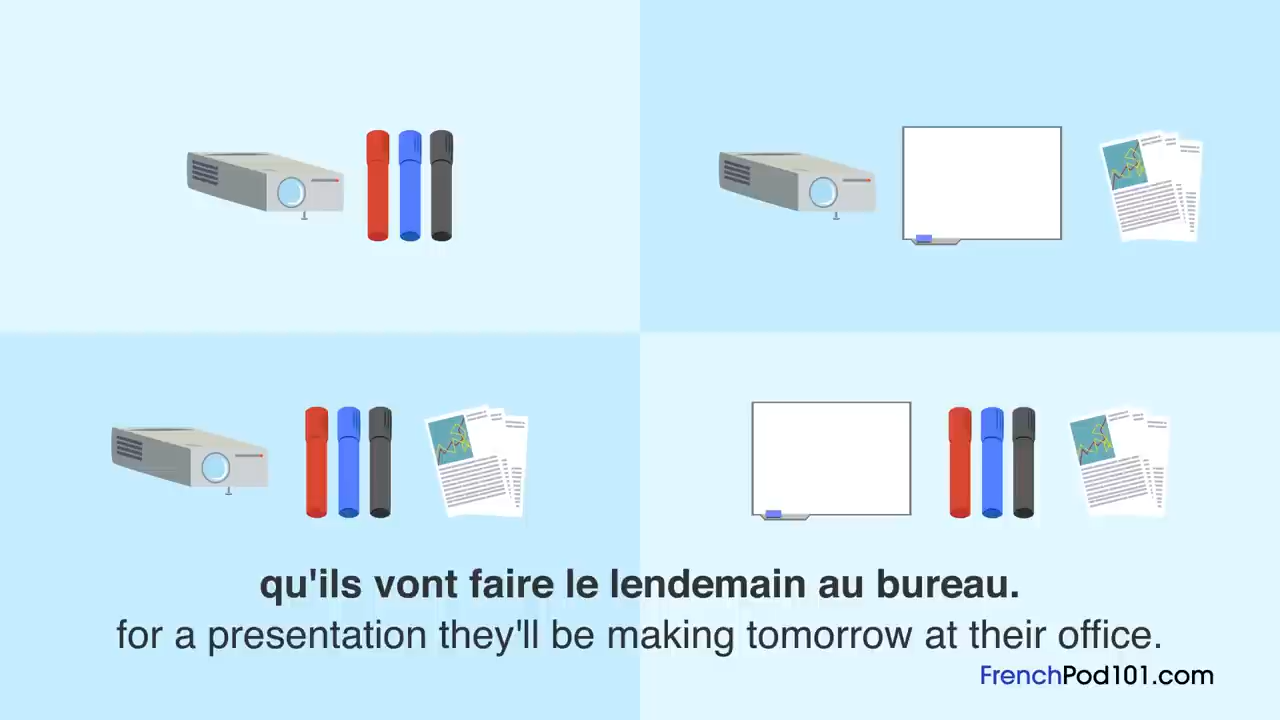 qu'ils vont faire le lendemain au bureau.
for a presentation they'll be making tomorrow at their office.
FrenchPod101.com